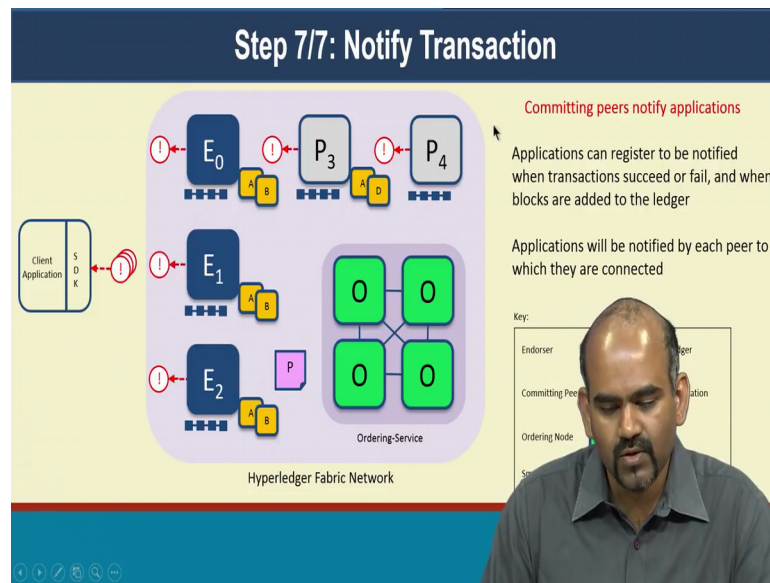 Step 7/7: Notify Transaction
Committing peers notify applications
Applications can register to be notified
when transactions succeed or fail, and when
blocks are added to the ledger
Applications will be notified by each peer to
which they are connected
Key:
Endorser
Committing
Ordering Node
Client
Application
S
D
K
!
!
E0
A
B
!
P3
A
D
!
P4
!
E1
A
B
!
E2
A
B
P
O
O
O
O
Ordering-Service
Hyperledger Fabric Network